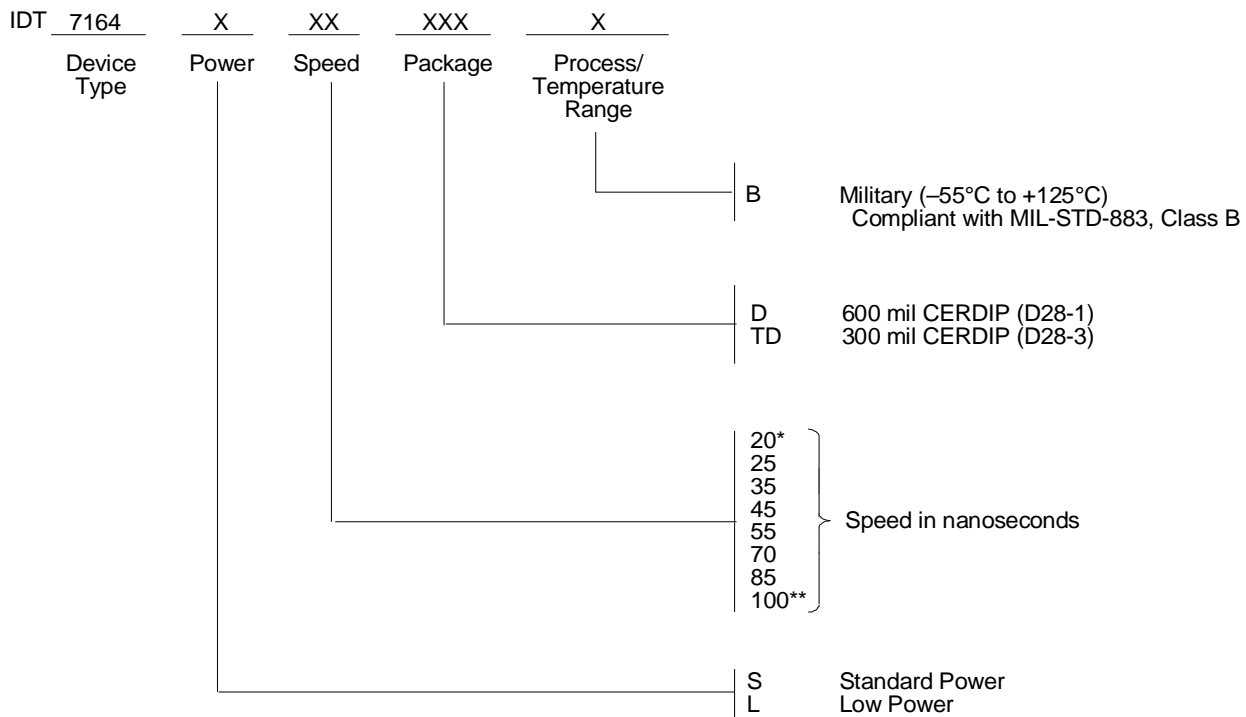 IDT 7164 X XX XXX X
Device Type
Power
Speed
Package
Process/
Temperature
Range
B Military (–55°C to +125°C)
Compliant with MIL-STD-883, Class B
D 600 mil CERDIP (D28-1)
TD 300 mil CERDIP (D28-3)
20*
25
35
45
55
70
85
100**
Speed in nanoseconds
S Standard Power
L Low Power